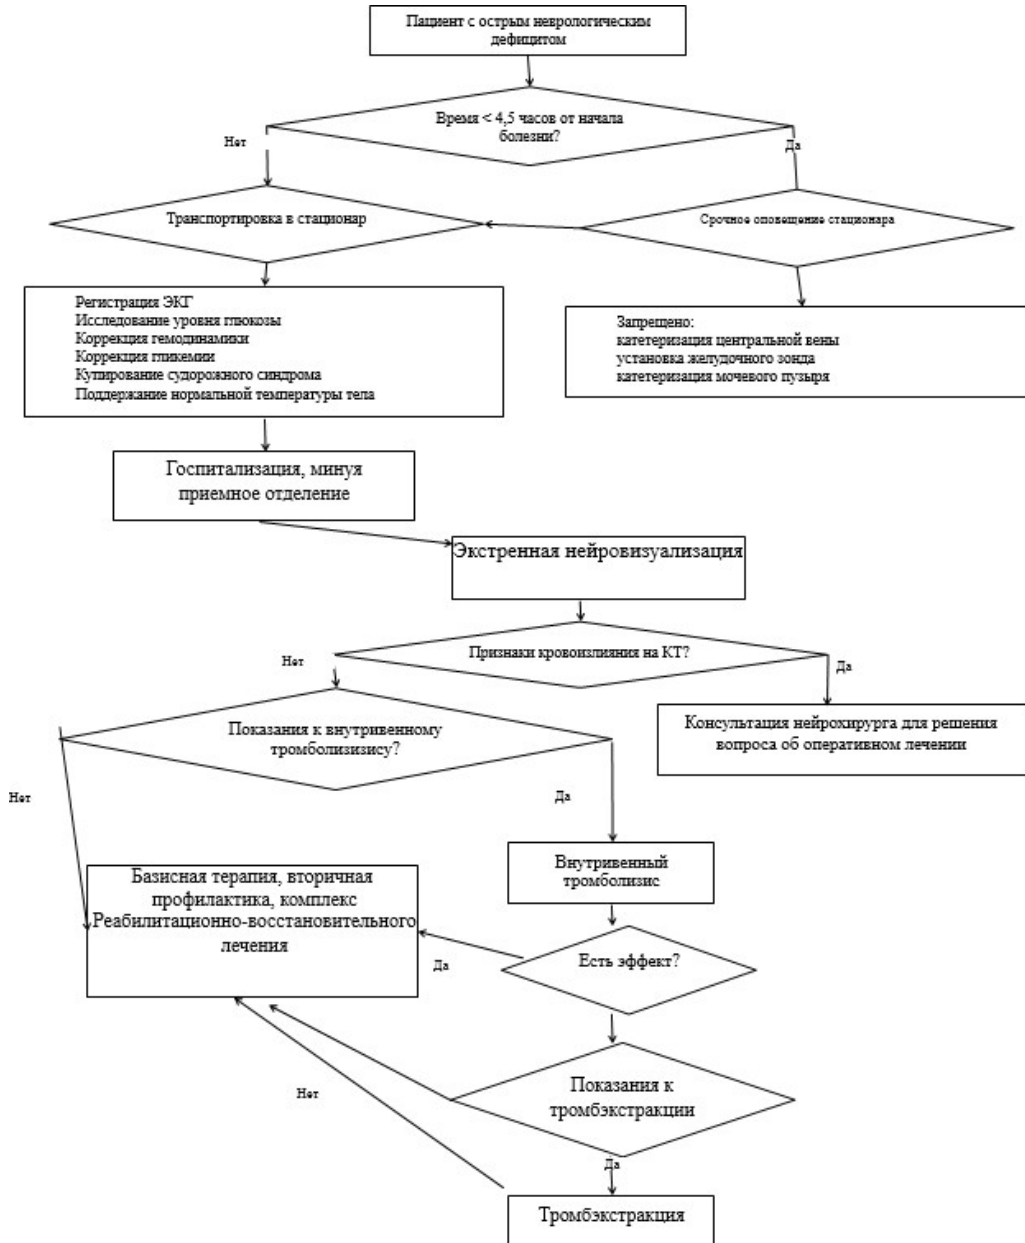 Пациент с острым неврологическим
дефицитом
Время < 4,5 часов от начала
болезни?
Нет
Да
Транспортировка в стационар
Срочное оповещение стационара
Регистрация ЭКГ
Исследование уровня глюкозы
Коррекция гемодинамики
Коррекция гликемии
Купирование судорожного синдрома
Поддержание нормальной температуры тела
Запрещено:
катетеризация центральной вены
установка желудочного зонда
катетеризация мочевого пузыря
Госпитализация, минуя
приемное отделение
Экстренная нейровизуализация
Признаки кровоизлияния на КТ?
Нет
Да
Показания к внутривенному
тромболизизису?
Консультация нейрохирурга для решения
вопроса об оперативном лечении
Нет
Да
Внутривенный
тромболизис
Базисная терапия, вторичная
профилактика, комплекс
Реабилитационно-восстановительного
лечения
Есть эффект?
Да
Показания к
тромбэкстракции
Нет
Да
Тромбэкстракция